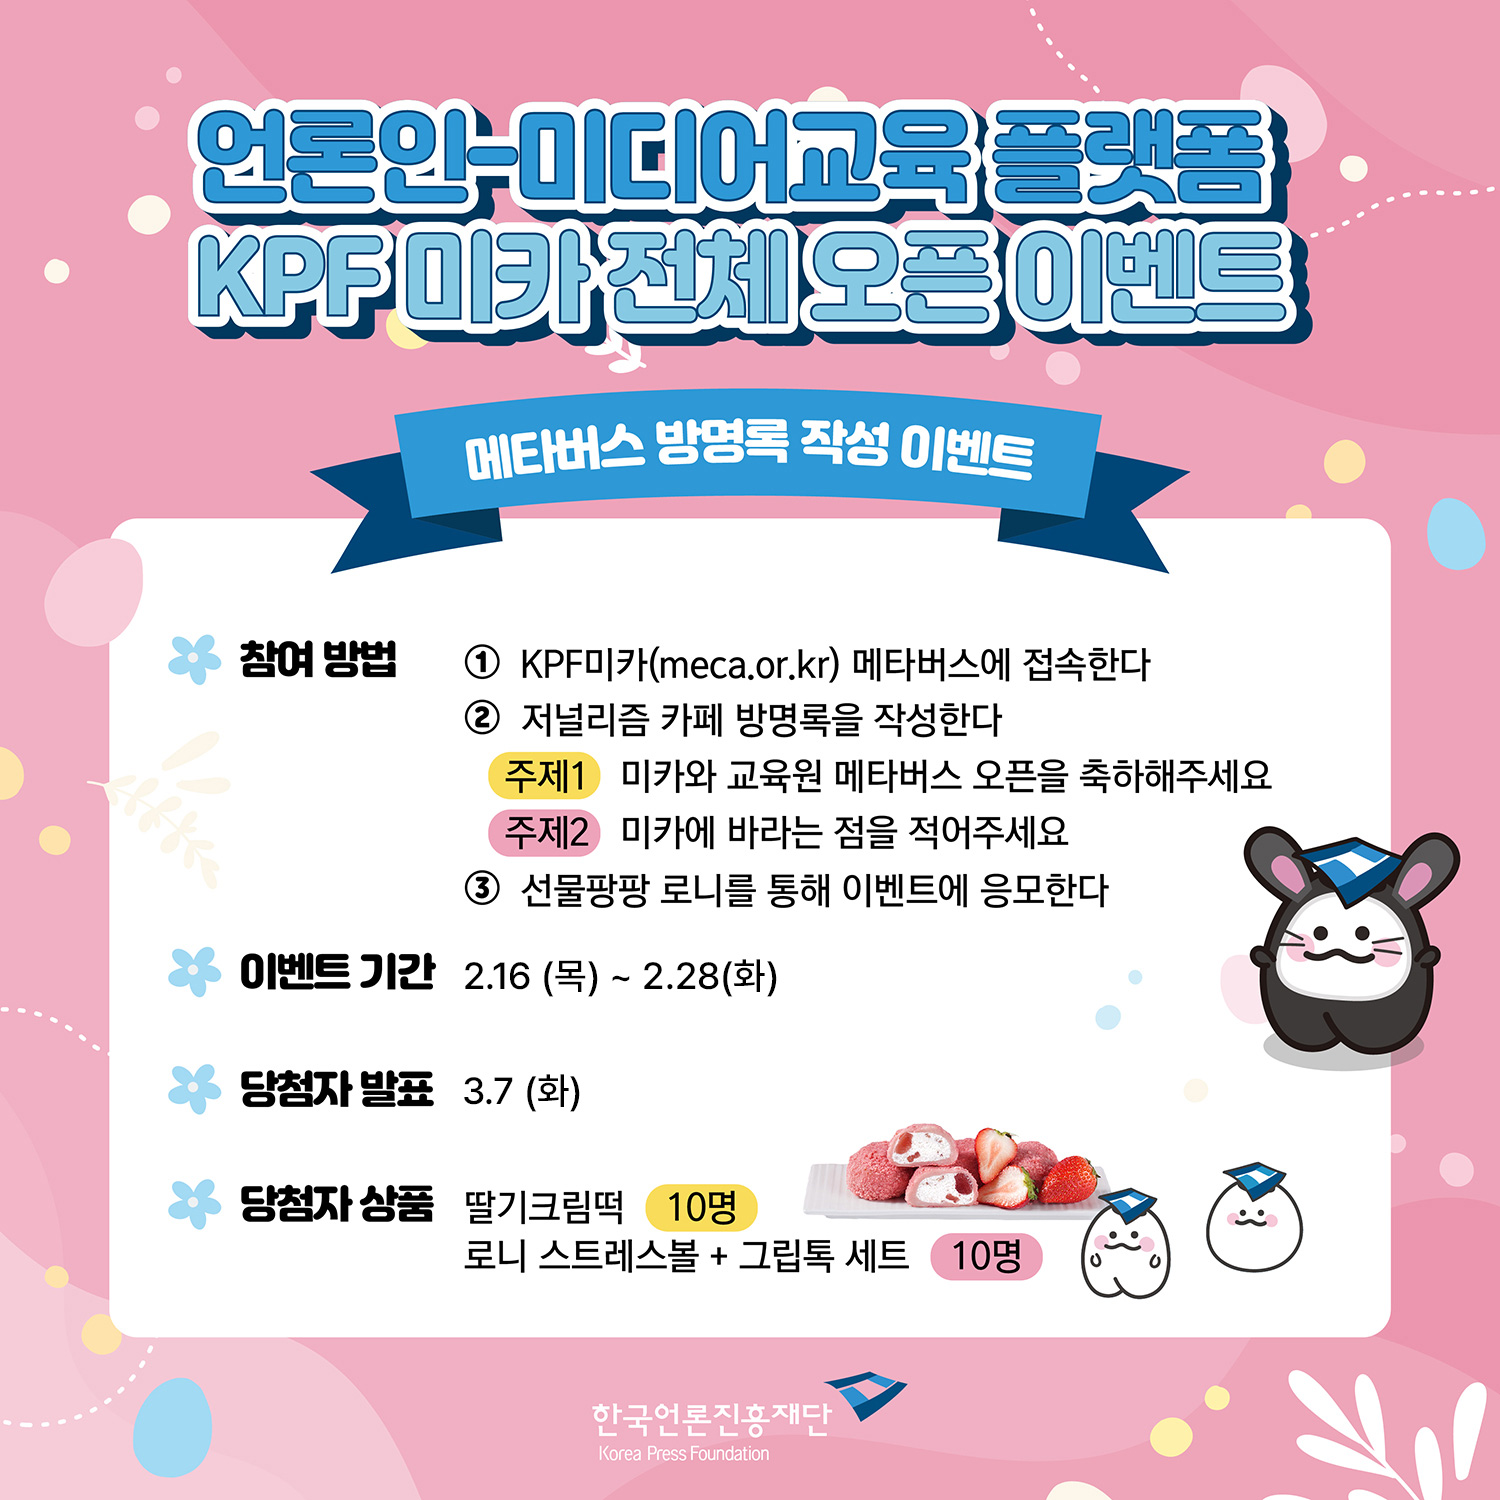 언론인-미디어교육 플랫폼
KPF 미카 전체 오픈 이벤트
메타버스 방명록 작성 이벤트
참여 방법 ① KPF미카(meca.or.kr) 메타버스에 접속한다
② 저널리즘 카페 방명록을 작성한다
주제1 미카와 교육원 메타버스 오픈을 축하해주세요
주제2 미카에 바라는 점을 적어주세요
③ 선물팡팡 로니를 통해 이벤트에 응모한다
이벤트 기간 2.16 (목) ~ 2.28(화)
당첨자 발표 3.7 (화)
당첨자 상품 딸기크림떡 10명
로니 스트레스볼 + 그립톡 세트 10명
한국언론진흥재단
Korea Press Foundation